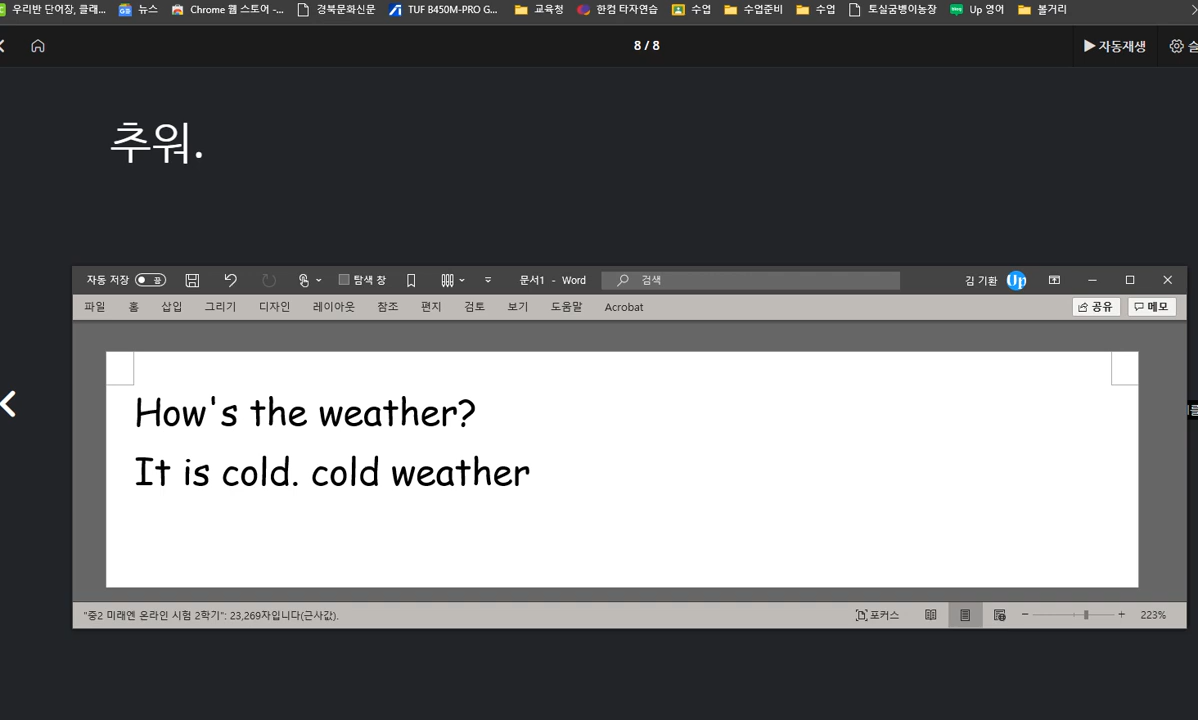 우리반 단어장, 클래... 뉴스 Chrome 웹 스토어 -... 경북문화신문 TUF B450M-PRO G... 교육청 한컴 타자연습 수업 수업준비 수업 토실굼벵이농장 Up 영어 볼거리
8 / 8 ▶자동재생
추워.
자동 저장 끔 탐색 창 문서1 - Word 검색 김 기환 Up
파일 홈 삽입 그리기 디자인 레이아웃 참조 편지 검토 보기 도움말 Acrobat 공유 메모
How's the weather?
It is cold. cold weather
"중2 미래엔 온라인 시험 2학기": 23,269자입니다(근사값). 포커스 − + 223%